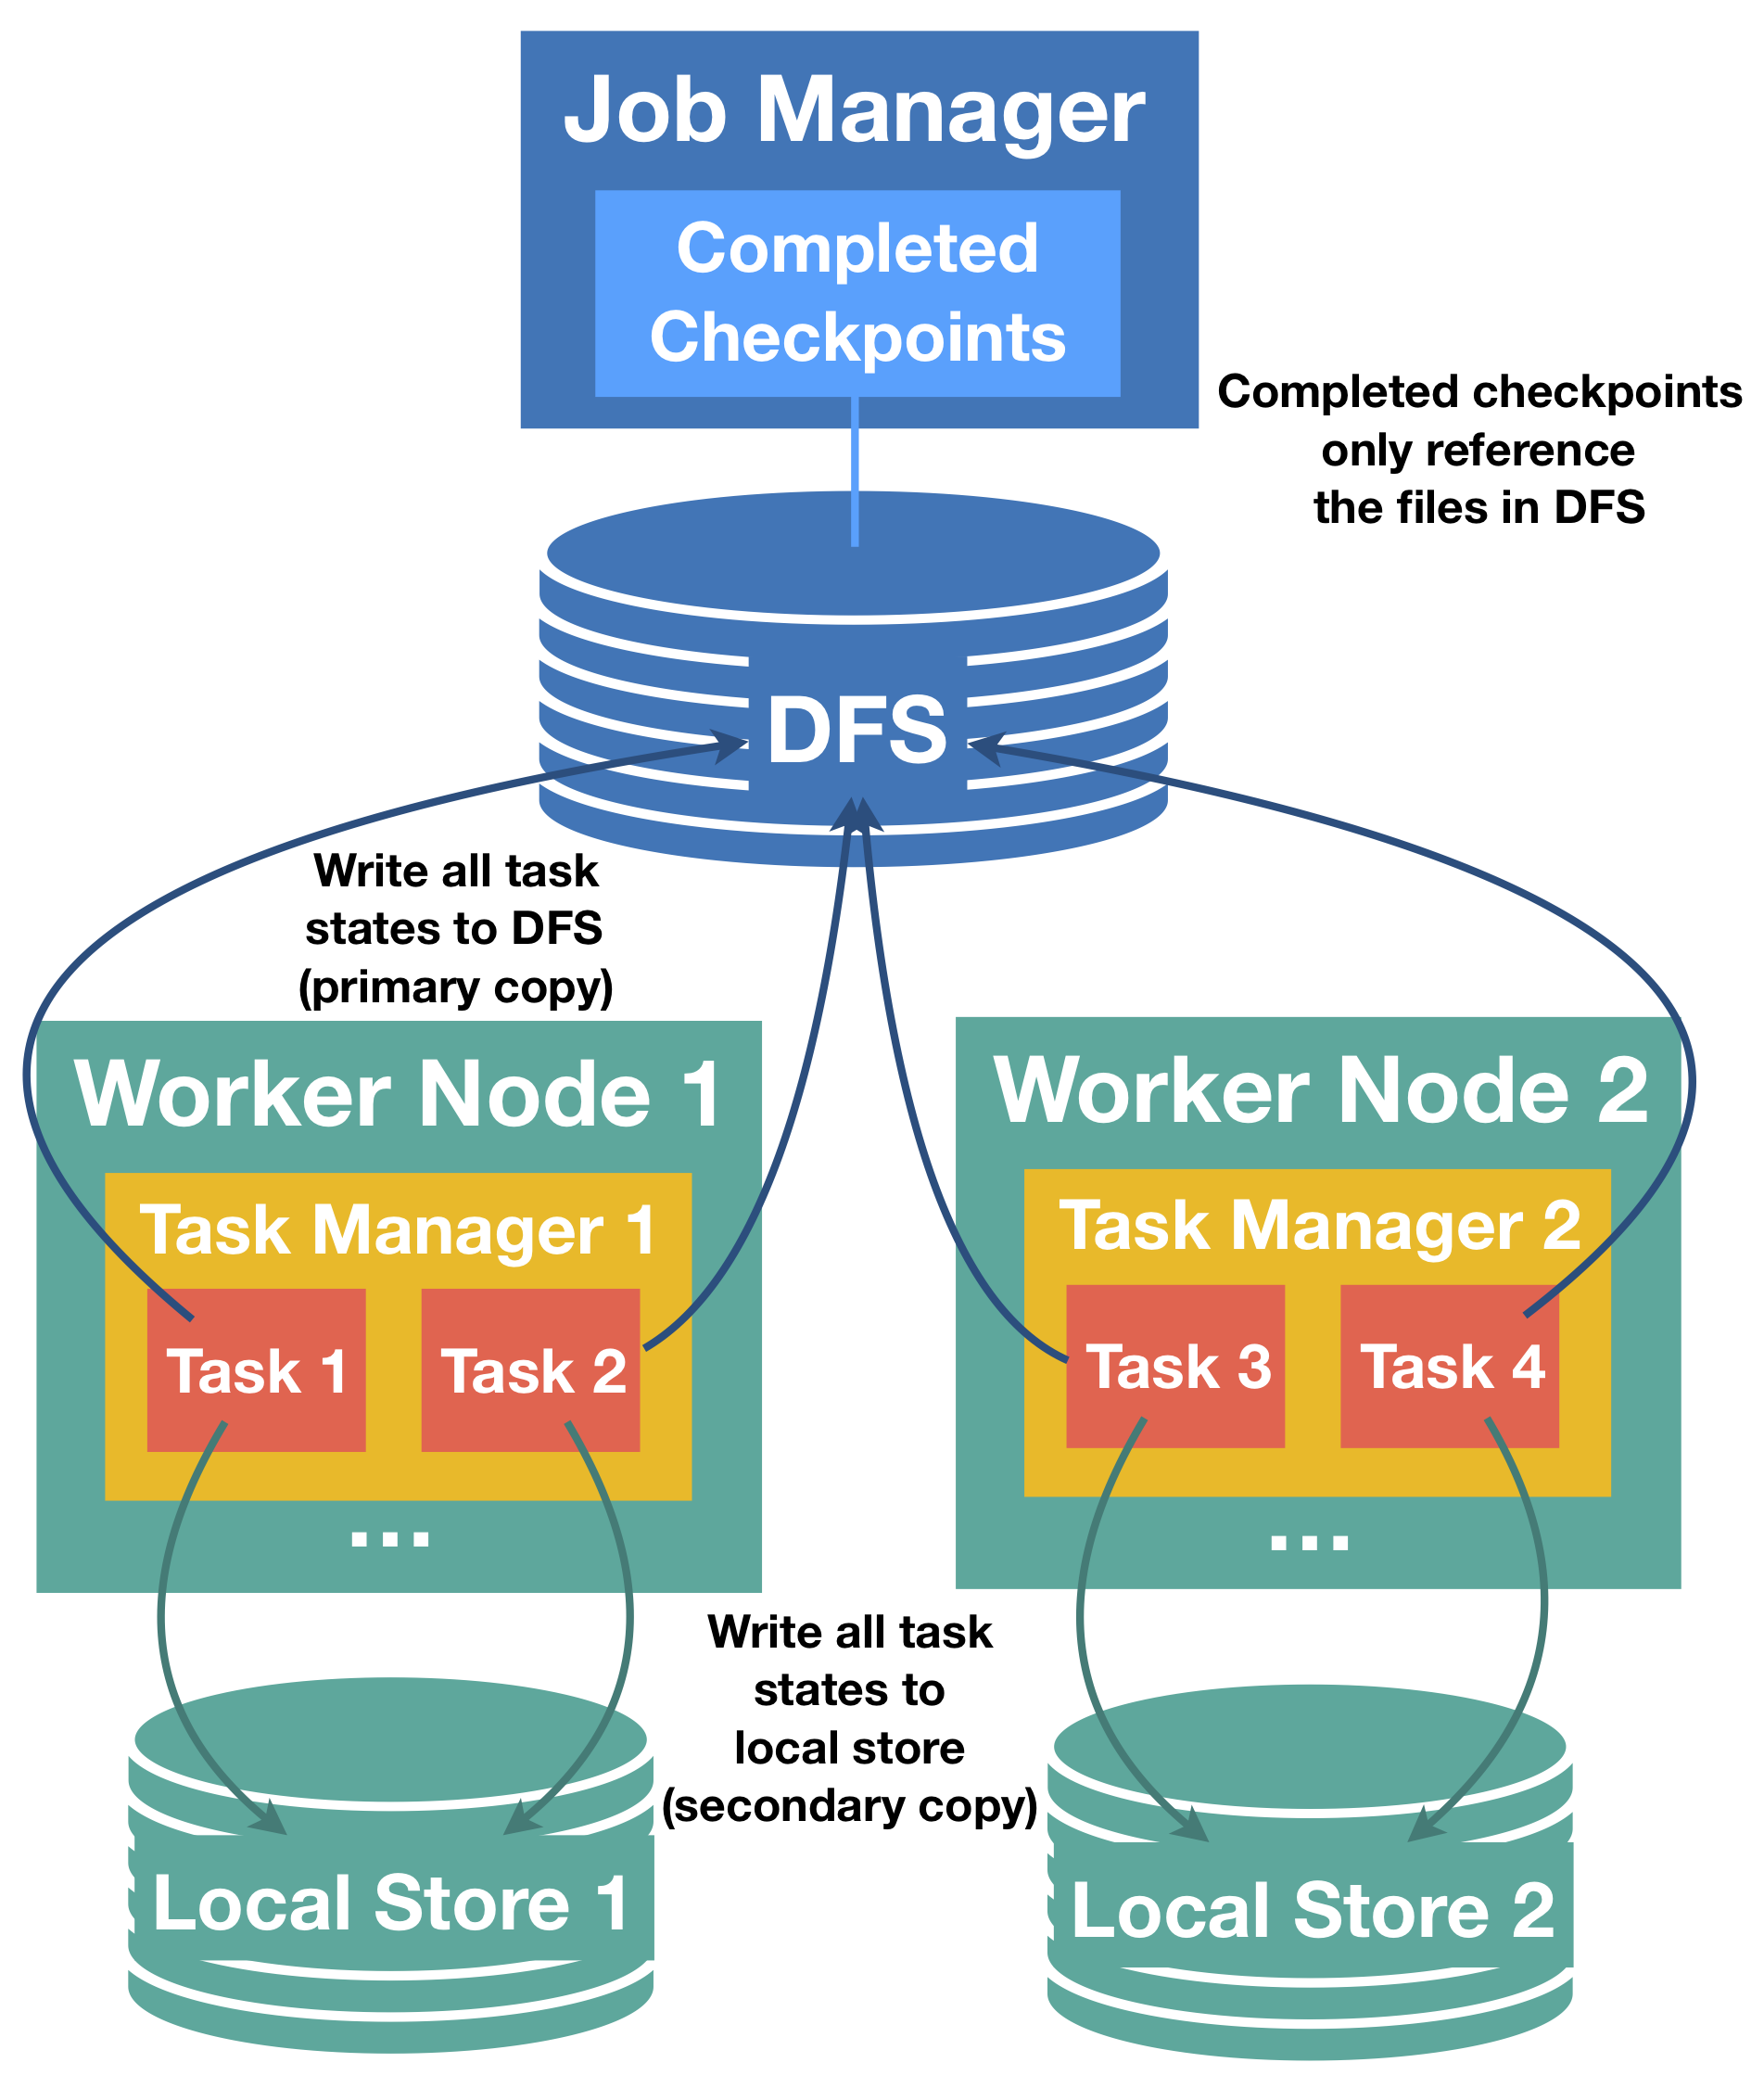 Job Manager
Completed
Checkpoints
Completed checkpoints
only reference
the files in DFS
DFS
Write all task
states to DFS
(primary copy)
Worker Node 1
Task Manager 1
Task 1
Task 2
...
Worker Node 2
Task Manager 2
Task 3
Task 4
...
Write all task
states to
local store
(secondary copy)
Local Store 1
Local Store 2